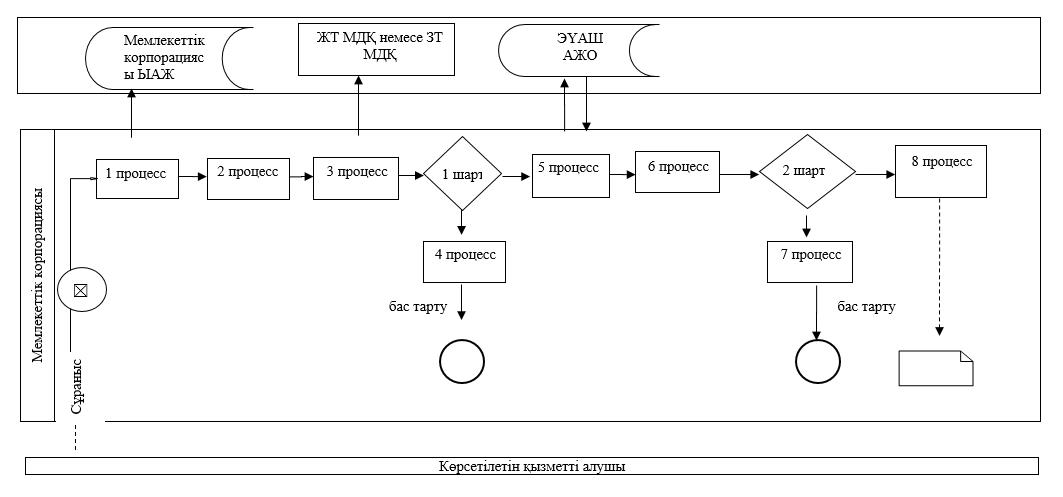 Мемлекеттік
корпорацияс
ы ЫАЖ
ЖТ МДҚ немесе ЗТ
МДҚ
ЭҮАШ
АЖО
Мемлекеттік корпорациясы
1 процесс
2 процесс
3 процесс
1 шарт
5 процесс
6 процесс
2 шарт
8 процесс
4 процесс
7 процесс
бас тарту
бас тарту
Сұраныс
Көрсетілетін қызметті алушы